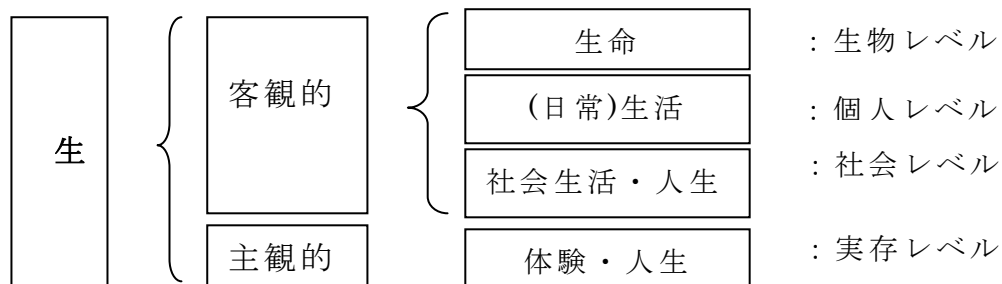 生命 ：生物レベル
客観的 (日常)生活 ：個人レベル
生
社会生活・人生 ：社会レベル
主観的 体験・人生 ：実存レベル